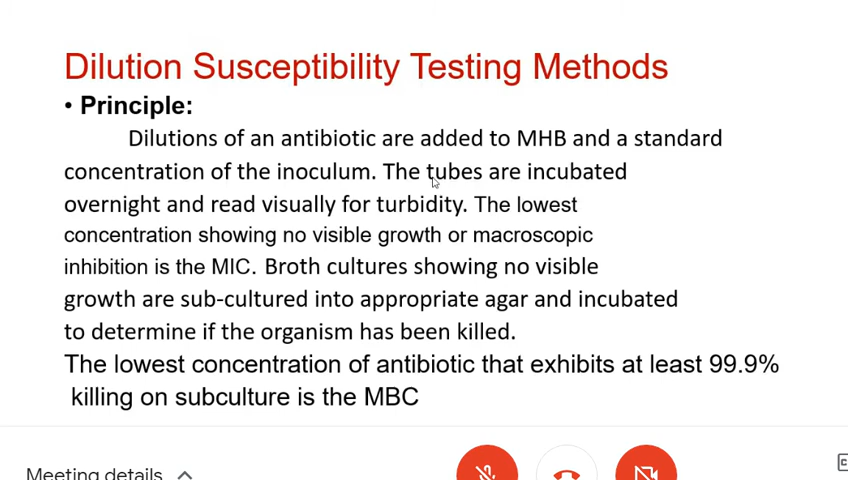 Dilution Susceptibility Testing Methods
• Principle:
Dilutions of an antibiotic are added to MHB and a standard
concentration of the inoculum. The tubes are incubated
overnight and read visually for turbidity. The lowest
concentration showing no visible growth or macroscopic
inhibition is the MIC. Broth cultures showing no visible
growth are sub-cultured into appropriate agar and incubated
to determine if the organism has been killed.
The lowest concentration of antibiotic that exhibits at least 99.9%
killing on subculture is the MBC
Meeting details